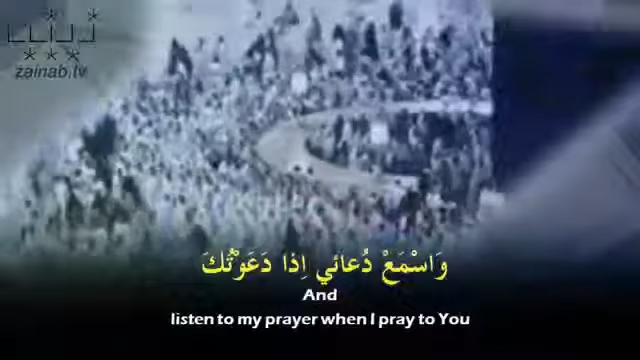 zainab.tv
وَاسْمَعْ دُعائي اِذا دَعَوْتُكَ
And
listen to my prayer when I pray to You